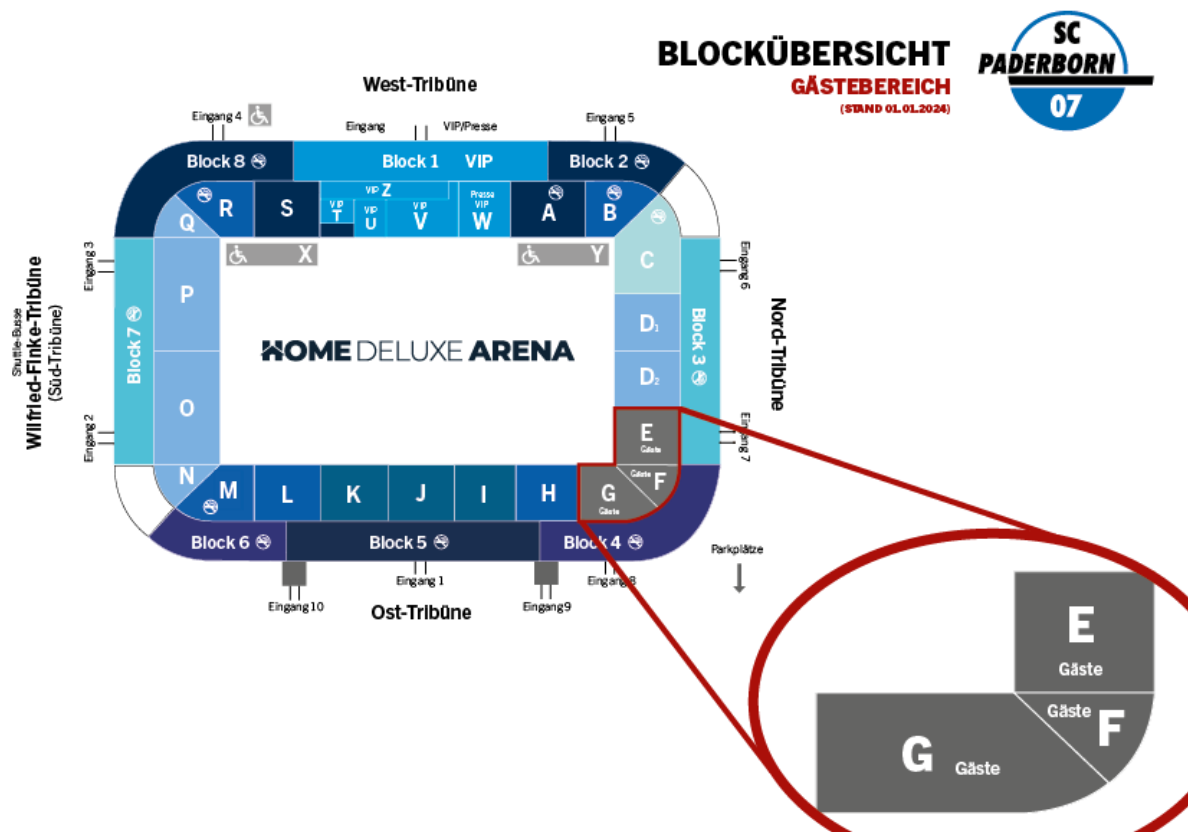 BLOCKÜBERSICHT
GÄSTEBEREICH
(STAND 01.01.2024)
SC
PADERBORN
07
West-Tribüne
Eingang 4
Eingang
VIP/Presse
Eingang 5
Block 8
Block 1 VIP
Block 2
R
S
VIP Z
VIP
T
VIP
U
VIP
V
Presse
VIP
W
A
B
Q
X
Y
C
Eingang 3
Eingang 6
P
D1
Shuttle-Busse
Wilfried-Finke-Tribüne
(Süd-Tribüne)
Block 7
HOME DELUXE ARENA
Block 3
Nord-Tribüne
D2
O
E
Gäste
Eingang 2
Eingang 7
N
M
L
K
J
I
H
G
Gäste
Gäste
F
Block 6
Block 5
Block 4
Eingang 10
Eingang 1
Eingang 9
Eingang 8
Ost-Tribüne
Parkplätze
E
Gäste
Gäste
F
G
Gäste